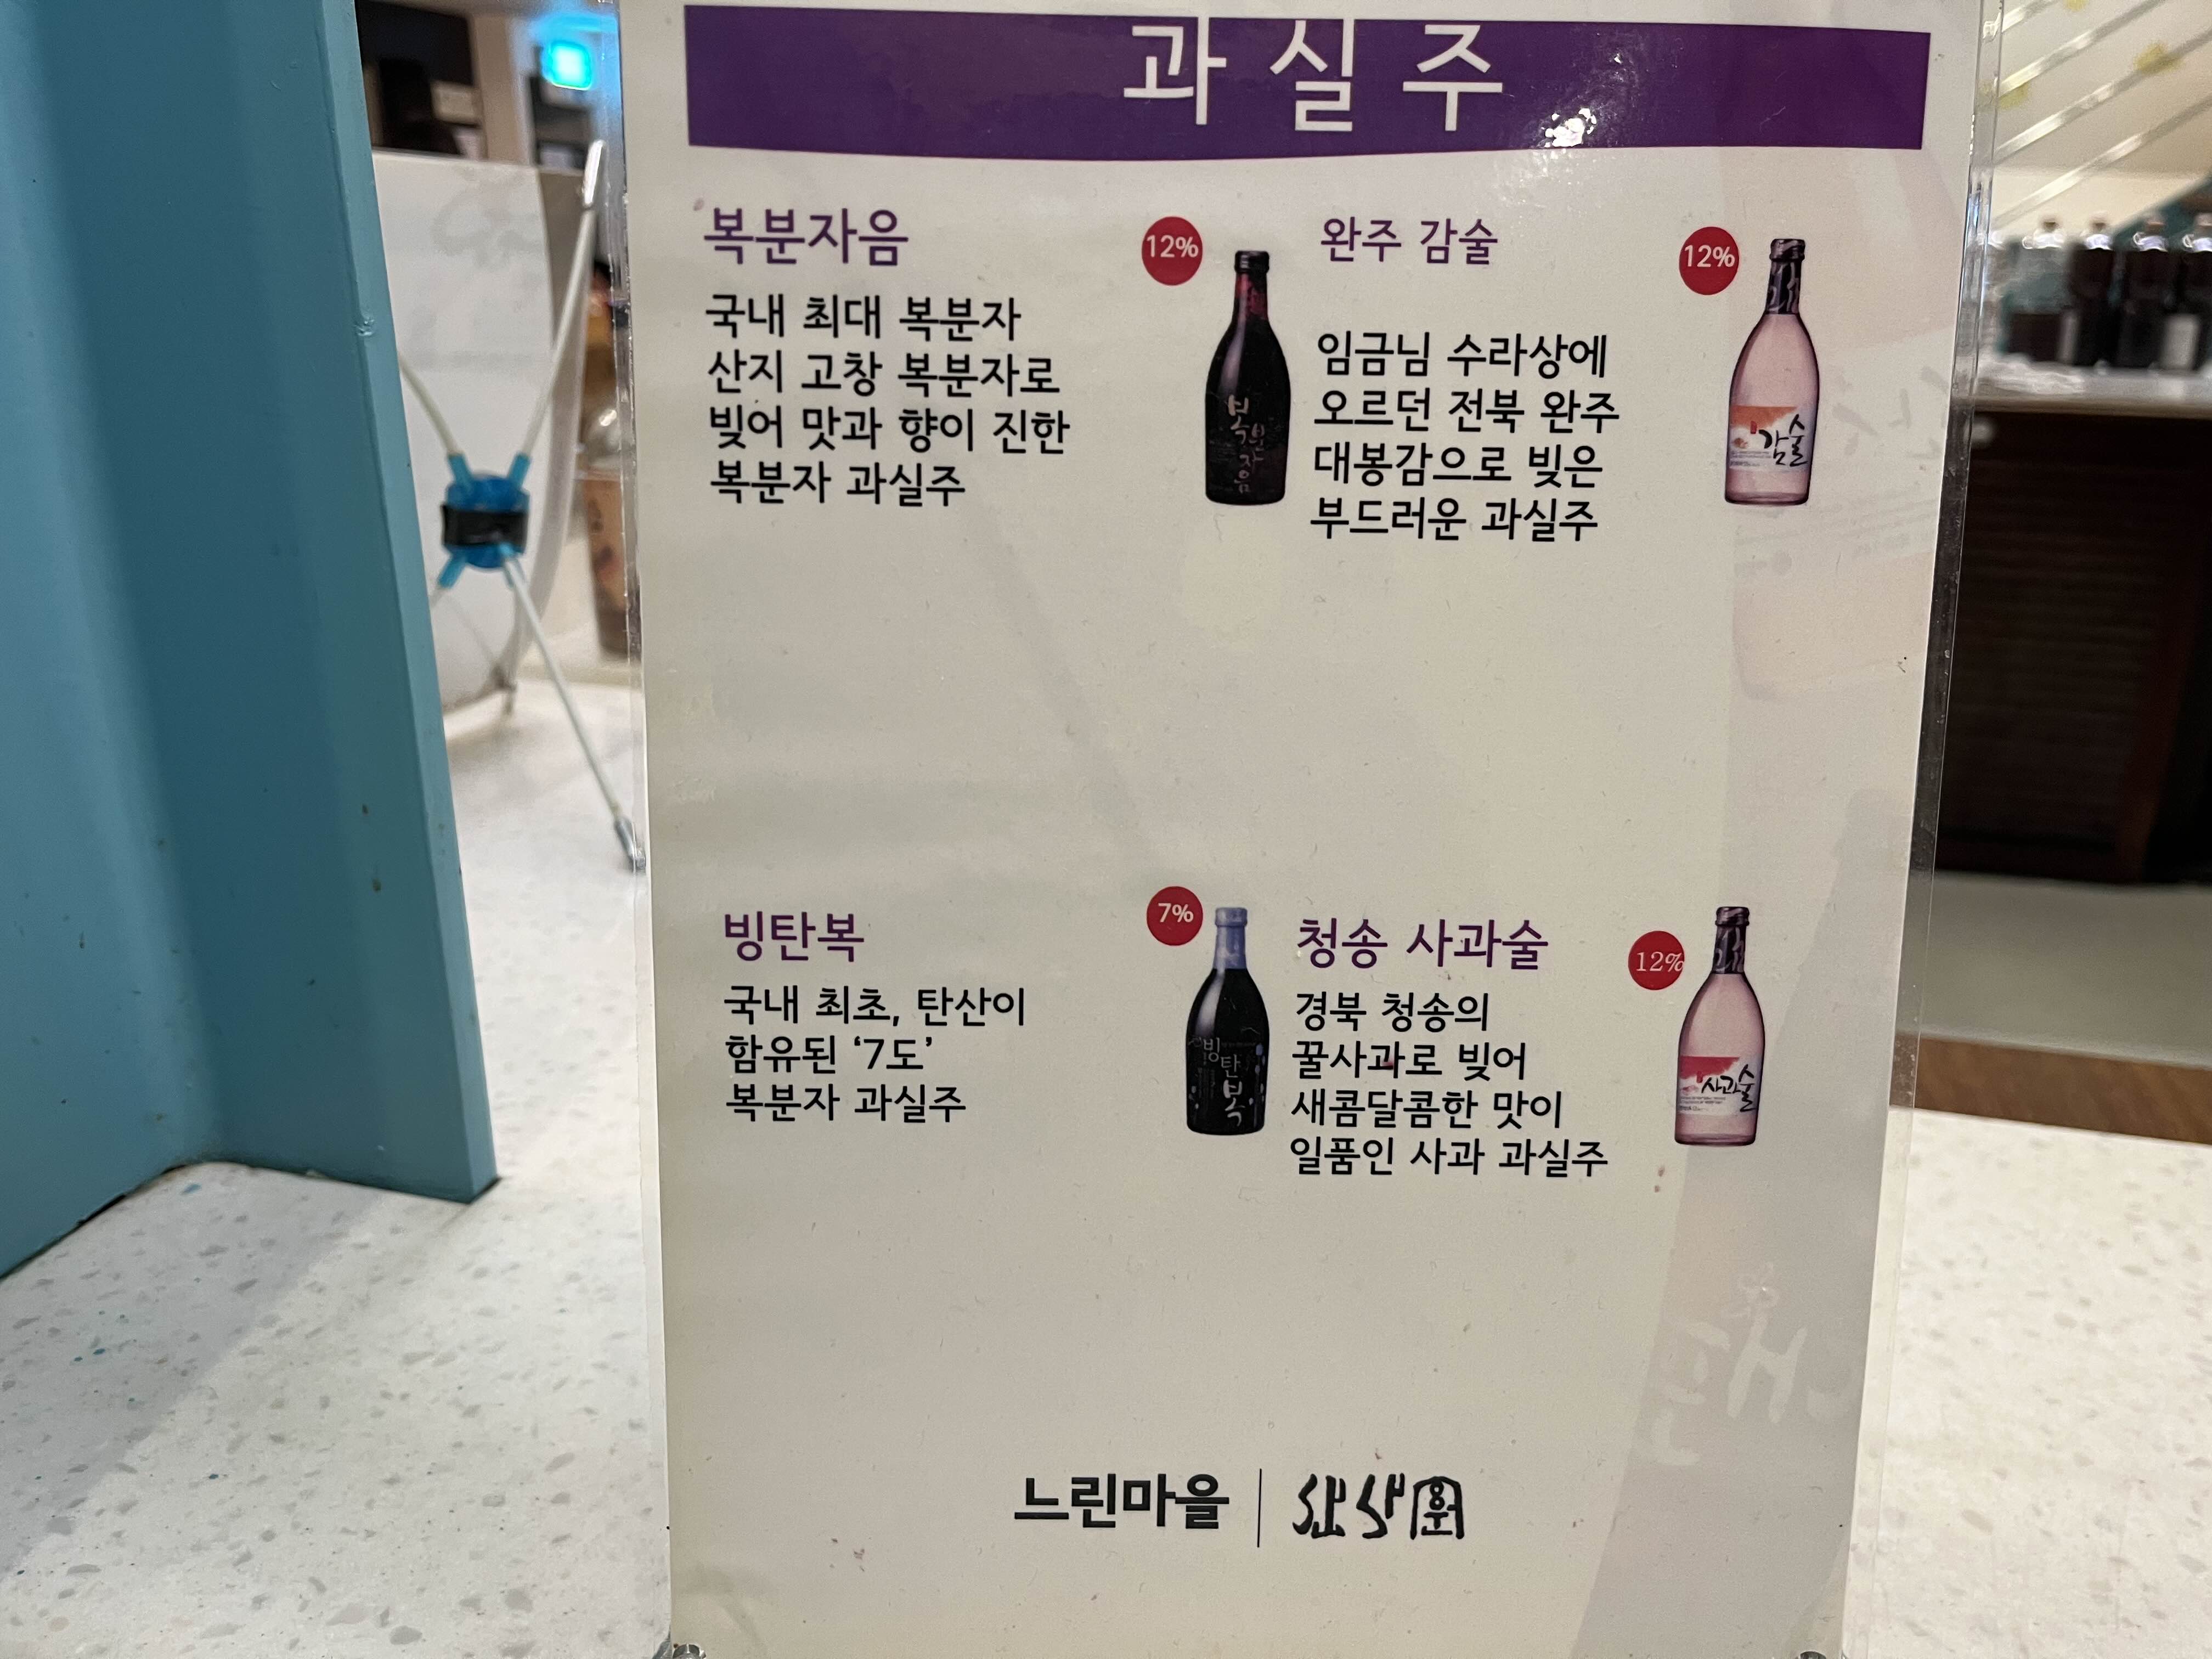 과실주
복분자음
12%
국내 최대 복분자
산지 고창 복분자로
빚어 맛과 향이 진한
복분자 과실주
복분자음
완주 감술
12%
임금님 수라상에
오르던 전북 완주
대봉감으로 빚은
부드러운 과실주
감술
빙탄복
7%
국내 최초, 탄산이
함유된 ‘7도’
복분자 과실주
빙탄복
청송 사과술
12%
경북 청송의
꿀사과로 빚어
새콤달콤한 맛이
일품인 사과 과실주
사과술
느린마을
산사원